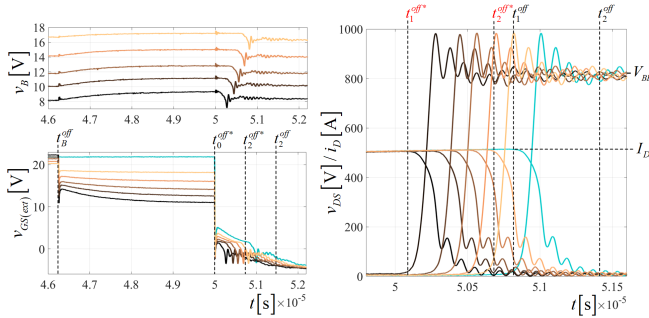 18
16
14
12
10
8
v_B [V]
4.6 4.7 4.8 4.9 5 5.1 5.2
t_B^off t_0^off* t_2^off* t_2^off
20
10
0
v_GS(ext) [V]
4.6 4.7 4.8 4.9 5 5.1 5.2
t[s] ×10^-5
t_1^off* t_2^off* t_1^off t_2^off
1000
800
600
400
200
0
v_DS [V] / i_D [A]
I_D
5 5.05 5.1 5.15
t[s] ×10^-5